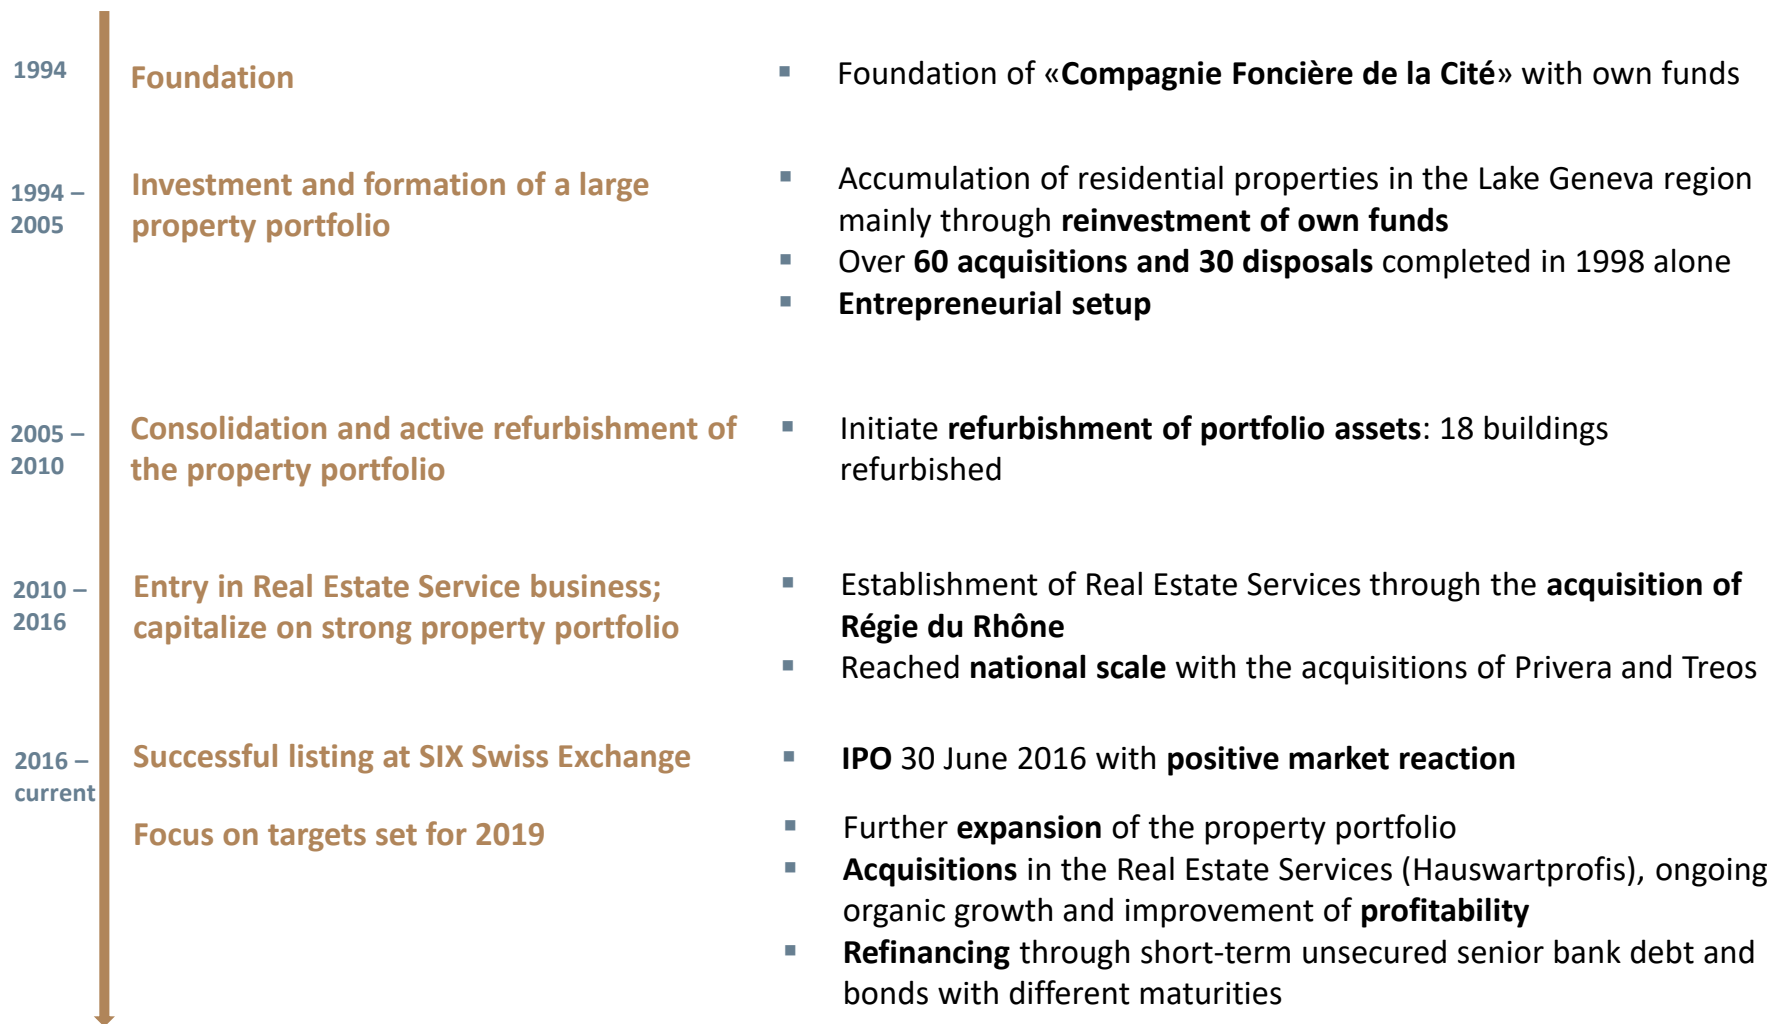 1994
Foundation
▪ Foundation of «Compagnie Foncière de la Cité» with own funds
1994 –
2005
Investment and formation of a large
property portfolio
▪ Accumulation of residential properties in the Lake Geneva region
mainly through reinvestment of own funds
▪ Over 60 acquisitions and 30 disposals completed in 1998 alone
▪ Entrepreneurial setup
2005 –
2010
Consolidation and active refurbishment of
the property portfolio
▪ Initiate refurbishment of portfolio assets: 18 buildings
refurbished
2010 –
2016
Entry in Real Estate Service business;
capitalize on strong property portfolio
▪ Establishment of Real Estate Services through the acquisition of
Régie du Rhône
▪ Reached national scale with the acquisitions of Privera and Treos
2016 –
current
Successful listing at SIX Swiss Exchange
▪ IPO 30 June 2016 with positive market reaction
Focus on targets set for 2019
▪ Further expansion of the property portfolio
▪ Acquisitions in the Real Estate Services (Hauswartprofis), ongoing
organic growth and improvement of profitability
▪ Refinancing through short-term unsecured senior bank debt and
bonds with different maturities